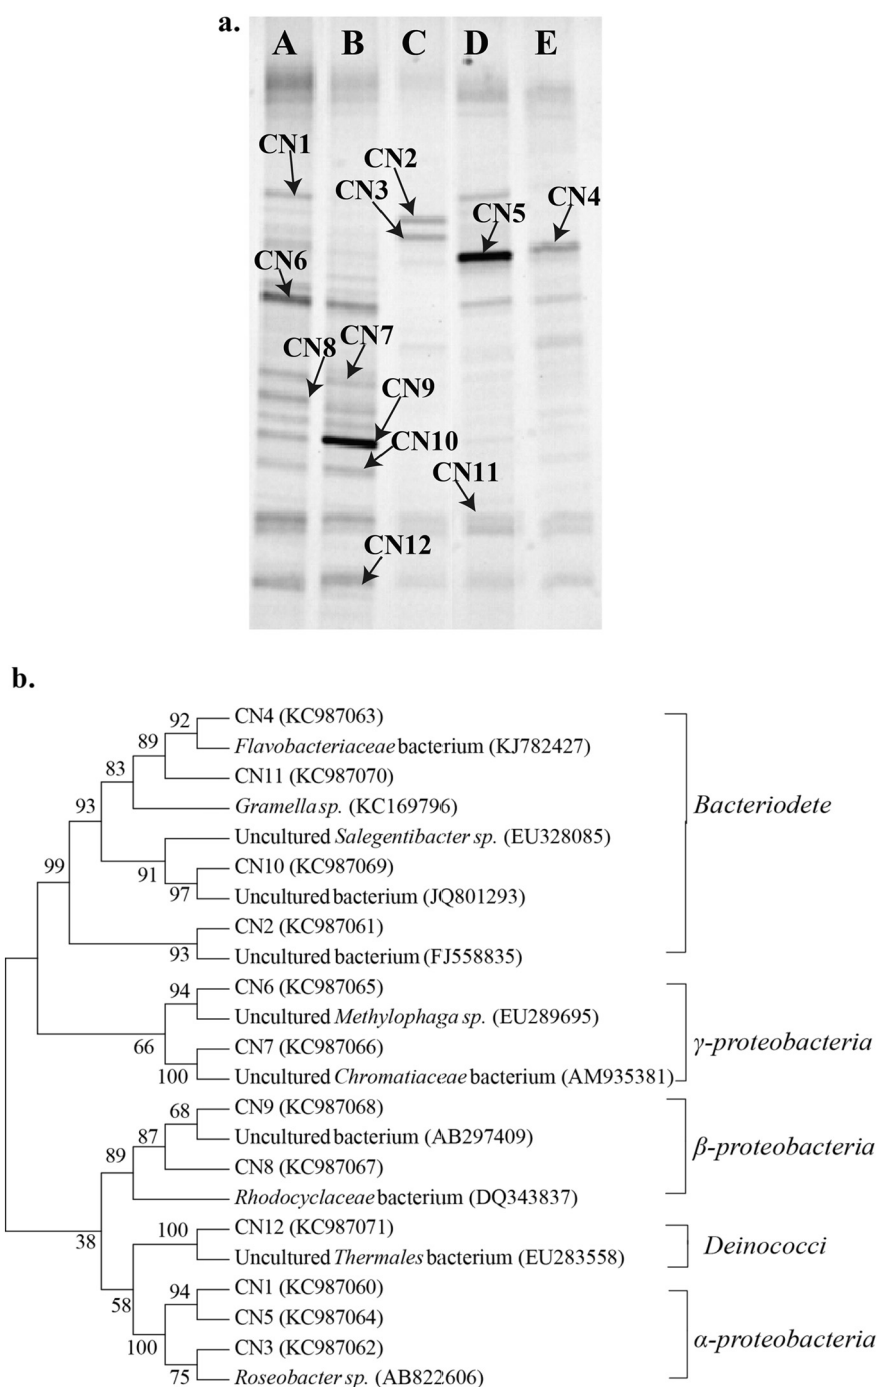 a.
A B C D E
CN1
CN2
CN3
CN4
CN5
CN6
CN7
CN8
CN9
CN10
CN11
CN12
b.
CN4 (KC987063)
92
Flavobacteriaceae bacterium (KJ782427)
89
CN11 (KC987070)
83
Gramella sp. (KC169796)
93
Bacteriodete
Uncultured Salegentibacter sp. (EU328085)
99
CN10 (KC987069)
91
97
Uncultured bacterium (JQ801293)
CN2 (KC987061)
93
Uncultured bacterium (FJ558835)
CN6 (KC987065)
94
Uncultured Methylophaga sp. (EU289695)
γ-proteobacteria
66
CN7 (KC987066)
100
Uncultured Chromatiaceae bacterium (AM935381)
CN9 (KC987068)
68
Uncultured bacterium (AB297409)
87
β-proteobacteria
89
CN8 (KC987067)
Rhodocyclaceae bacterium (DQ343837)
38
CN12 (KC987071)
100
Deinococci
Uncultured Thermales bacterium (EU283558)
58
CN1 (KC987060)
94
CN5 (KC987064)
α-proteobacteria
100
CN3 (KC987062)
75
Roseobacter sp. (AB822606)